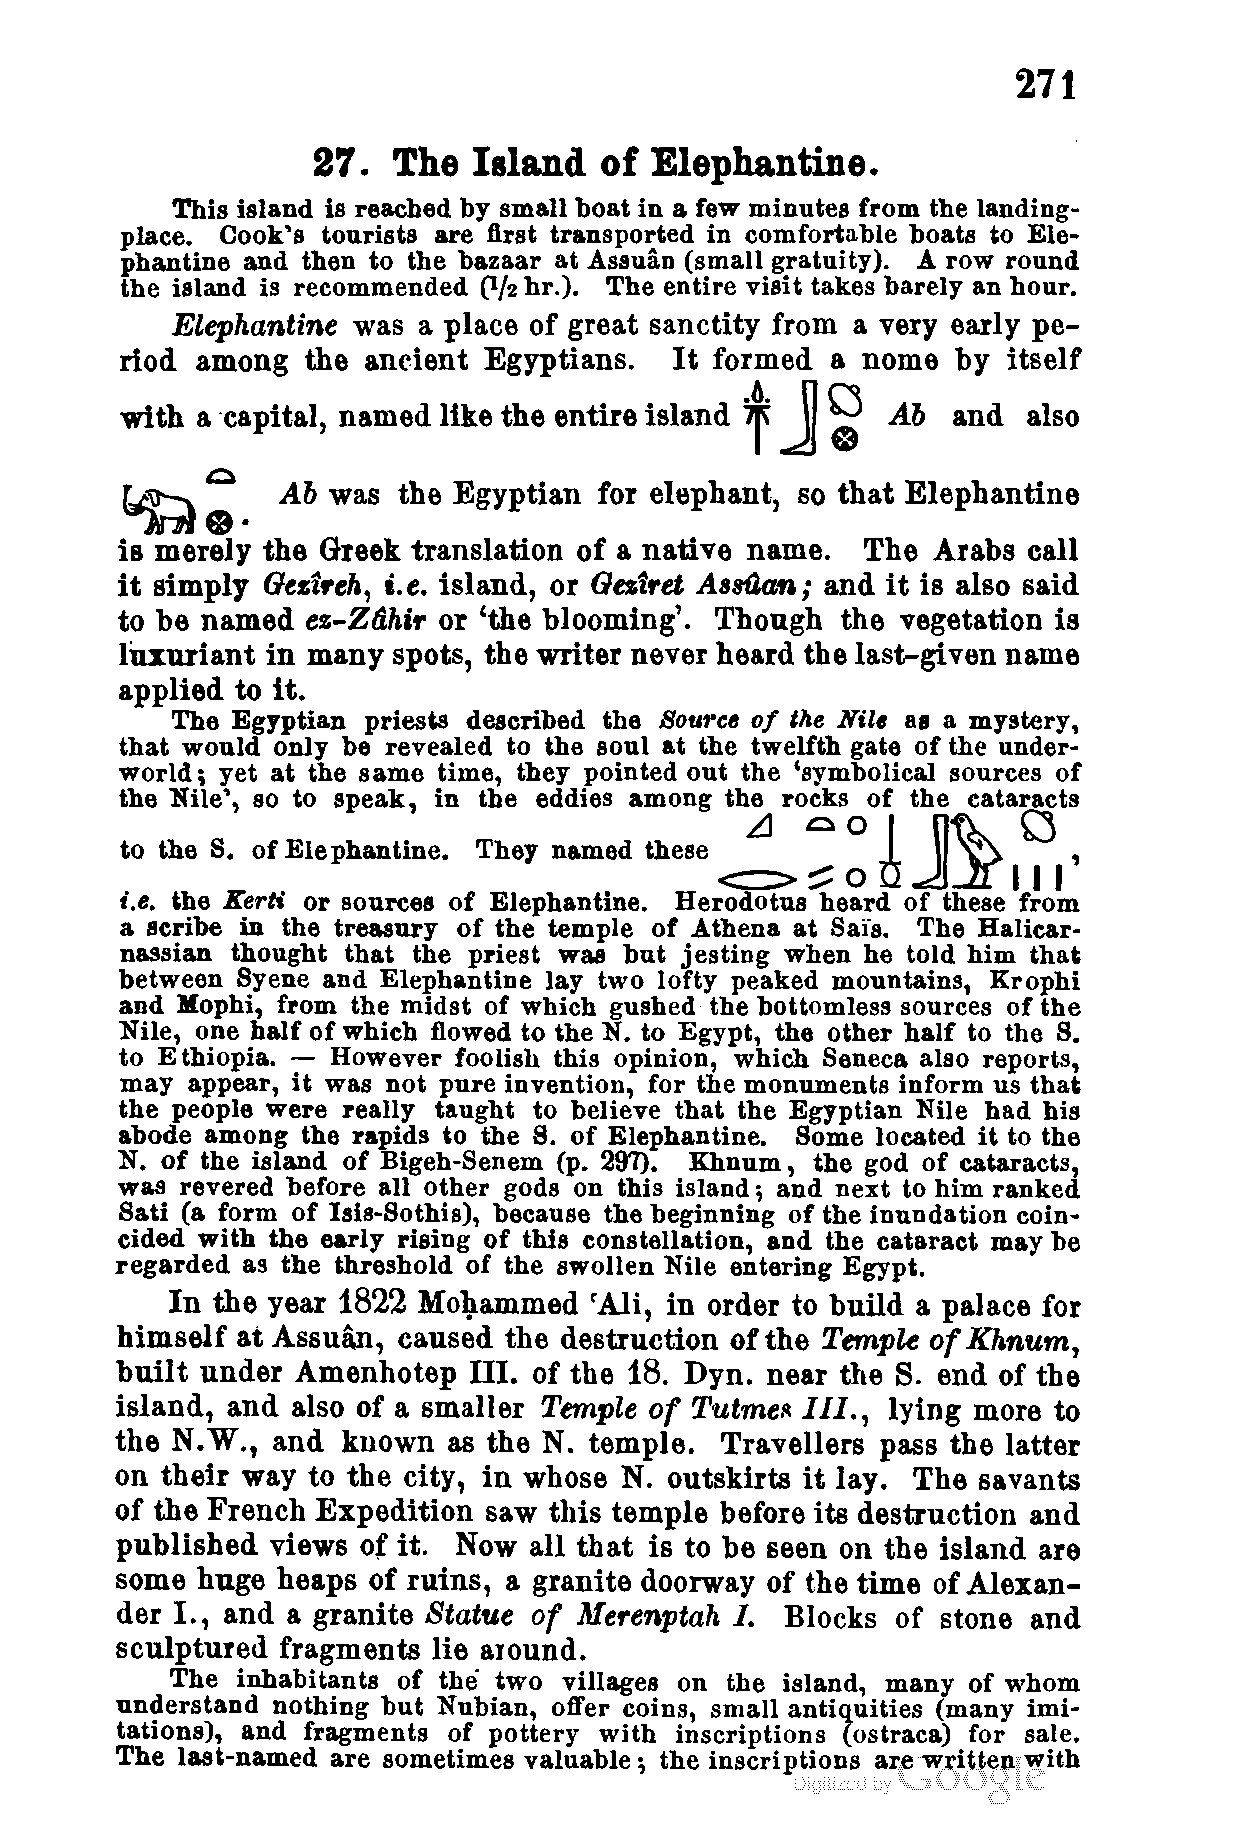 271
27. The Island of Elephantine.
This island is reached by small boat in a few minutes from the landing-
place. Cook's tourists are first transported in comfortable boats to Ele-
phantine and then to the bazaar at Assuân (small gratuity). A row round
the island is recommended (1/2 hr.). The entire visit takes barely an hour.
Elephantine was a place of great sanctity from a very early pe-
riod among the ancient Egyptians. It formed a nome by itself
with a capital, named like the entire island Ab and also
. Ab was the Egyptian for elephant, so that Elephantine
is merely the Greek translation of a native name. The Arabs call
it simply Gezîreh, i.e. island, or Gezîret Assûan; and it is also said
to be named ez-Zâhir or ‘the blooming’. Though the vegetation is
luxuriant in many spots, the writer never heard the last-given name
applied to it.
The Egyptian priests described the Source of the Nile as a mystery,
that would only be revealed to the soul at the twelfth gate of the under-
world; yet at the same time, they pointed out the ‘symbolical sources of
the Nile’, so to speak, in the eddies among the rocks of the cataracts
to the S. of Elephantine. They named these ,
i.e. the Kerti or sources of Elephantine. Herodotus heard of these from
a scribe in the treasury of the temple of Athena at Saïs. The Halicar-
nassian thought that the priest was but jesting when he told him that
between Syene and Elephantine lay two lofty peaked mountains, Krophi
and Mophi, from the midst of which gushed the bottomless sources of the
Nile, one half of which flowed to the N. to Egypt, the other half to the S.
to Ethiopia. — However foolish this opinion, which Seneca also reports,
may appear, it was not pure invention, for the monuments inform us that
the people were really taught to believe that the Egyptian Nile had his
abode among the rapids to the S. of Elephantine. Some located it to the
N. of the island of Bigeh-Senem (p. 297). Khnum, the god of cataracts,
was revered before all other gods on this island; and next to him ranked
Sati (a form of Isis-Sothis), because the beginning of the inundation coin-
cided with the early rising of this constellation, and the cataract may be
regarded as the threshold of the swollen Nile entering Egypt.
In the year 1822 Moḥammed ʿAli, in order to build a palace for
himself at Assuân, caused the destruction of the Temple of Khnum,
built under Amenhotep III. of the 18. Dyn. near the S. end of the
island, and also of a smaller Temple of Tutmes III., lying more to
the N.W., and known as the N. temple. Travellers pass the latter
on their way to the city, in whose N. outskirts it lay. The savants
of the French Expedition saw this temple before its destruction and
published views of it. Now all that is to be seen on the island are
some huge heaps of ruins, a granite doorway of the time of Alexan-
der I., and a granite Statue of Merenptah I. Blocks of stone and
sculptured fragments lie around.
The inhabitants of the two villages on the island, many of whom
understand nothing but Nubian, offer coins, small antiquities (many imi-
tations), and fragments of pottery with inscriptions (ostraca) for sale.
The last-named are sometimes valuable; the inscriptions are written with
Digitized by Google